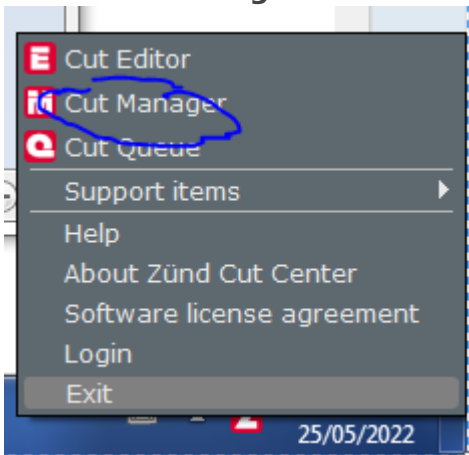 E Cut Editor
Cut Manager
Cut Queue
Support items
Help
About Zünd Cut Center
Software license agreement
Login
Exit
25/05/2022